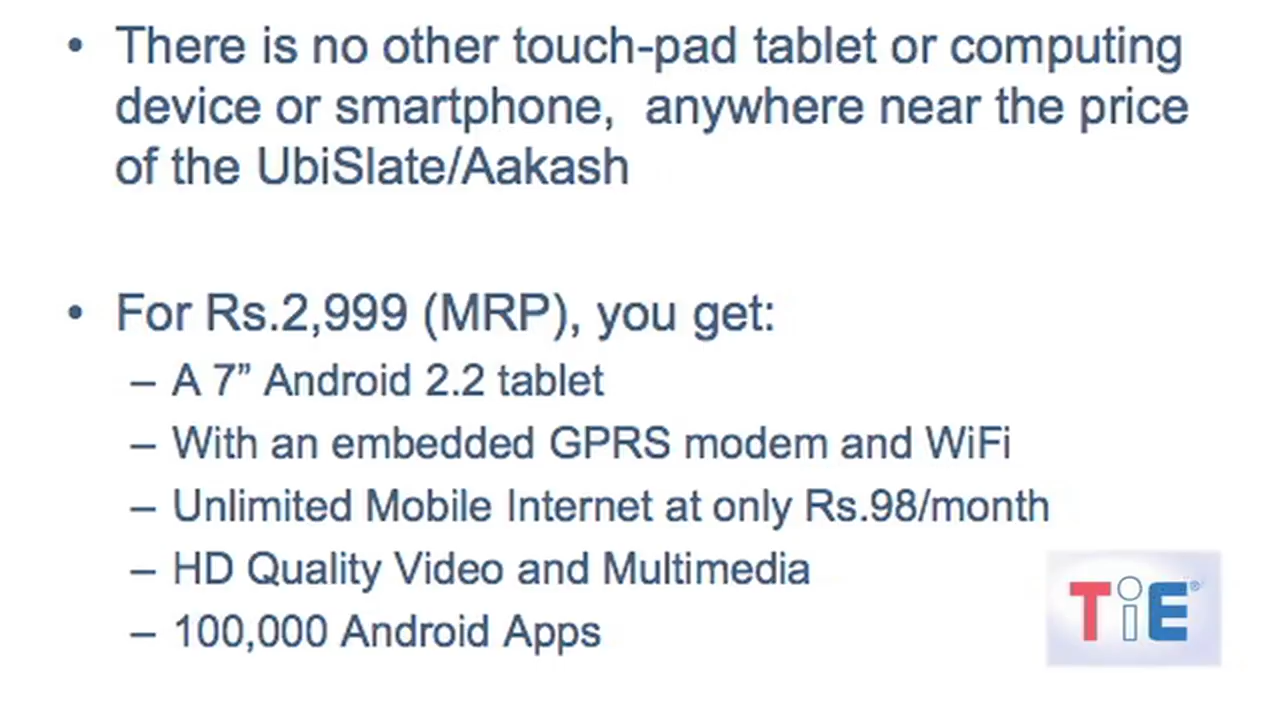 • There is no other touch-pad tablet or computing
device or smartphone, anywhere near the price
of the UbiSlate/Aakash
• For Rs.2,999 (MRP), you get:
– A 7” Android 2.2 tablet
– With an embedded GPRS modem and WiFi
– Unlimited Mobile Internet at only Rs.98/month
– HD Quality Video and Multimedia
– 100,000 Android Apps
TiE®